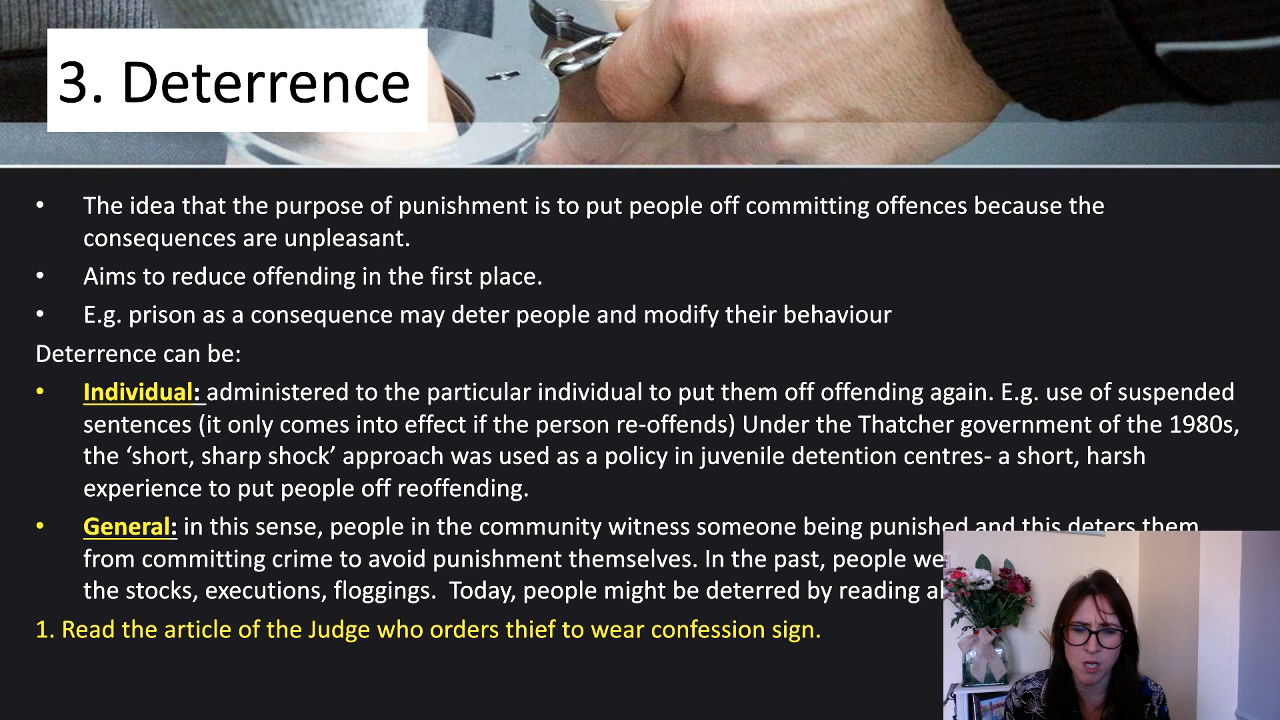 3. Deterrence
• The idea that the purpose of punishment is to put people off committing offences because the
consequences are unpleasant.
• Aims to reduce offending in the first place.
• E.g. prison as a consequence may deter people and modify their behaviour
Deterrence can be:
• Individual: administered to the particular individual to put them off offending again. E.g. use of suspended
sentences (it only comes into effect if the person re-offends) Under the Thatcher government of the 1980s,
the ‘short, sharp shock’ approach was used as a policy in juvenile detention centres- a short, harsh
experience to put people off reoffending.
• General: in this sense, people in the community witness someone being punished and this deters them
from committing crime to avoid punishment themselves. In the past, people
the stocks, executions, floggings. Today, people might be deterred by reading
1. Read the article of the Judge who orders thief to wear confession sign.